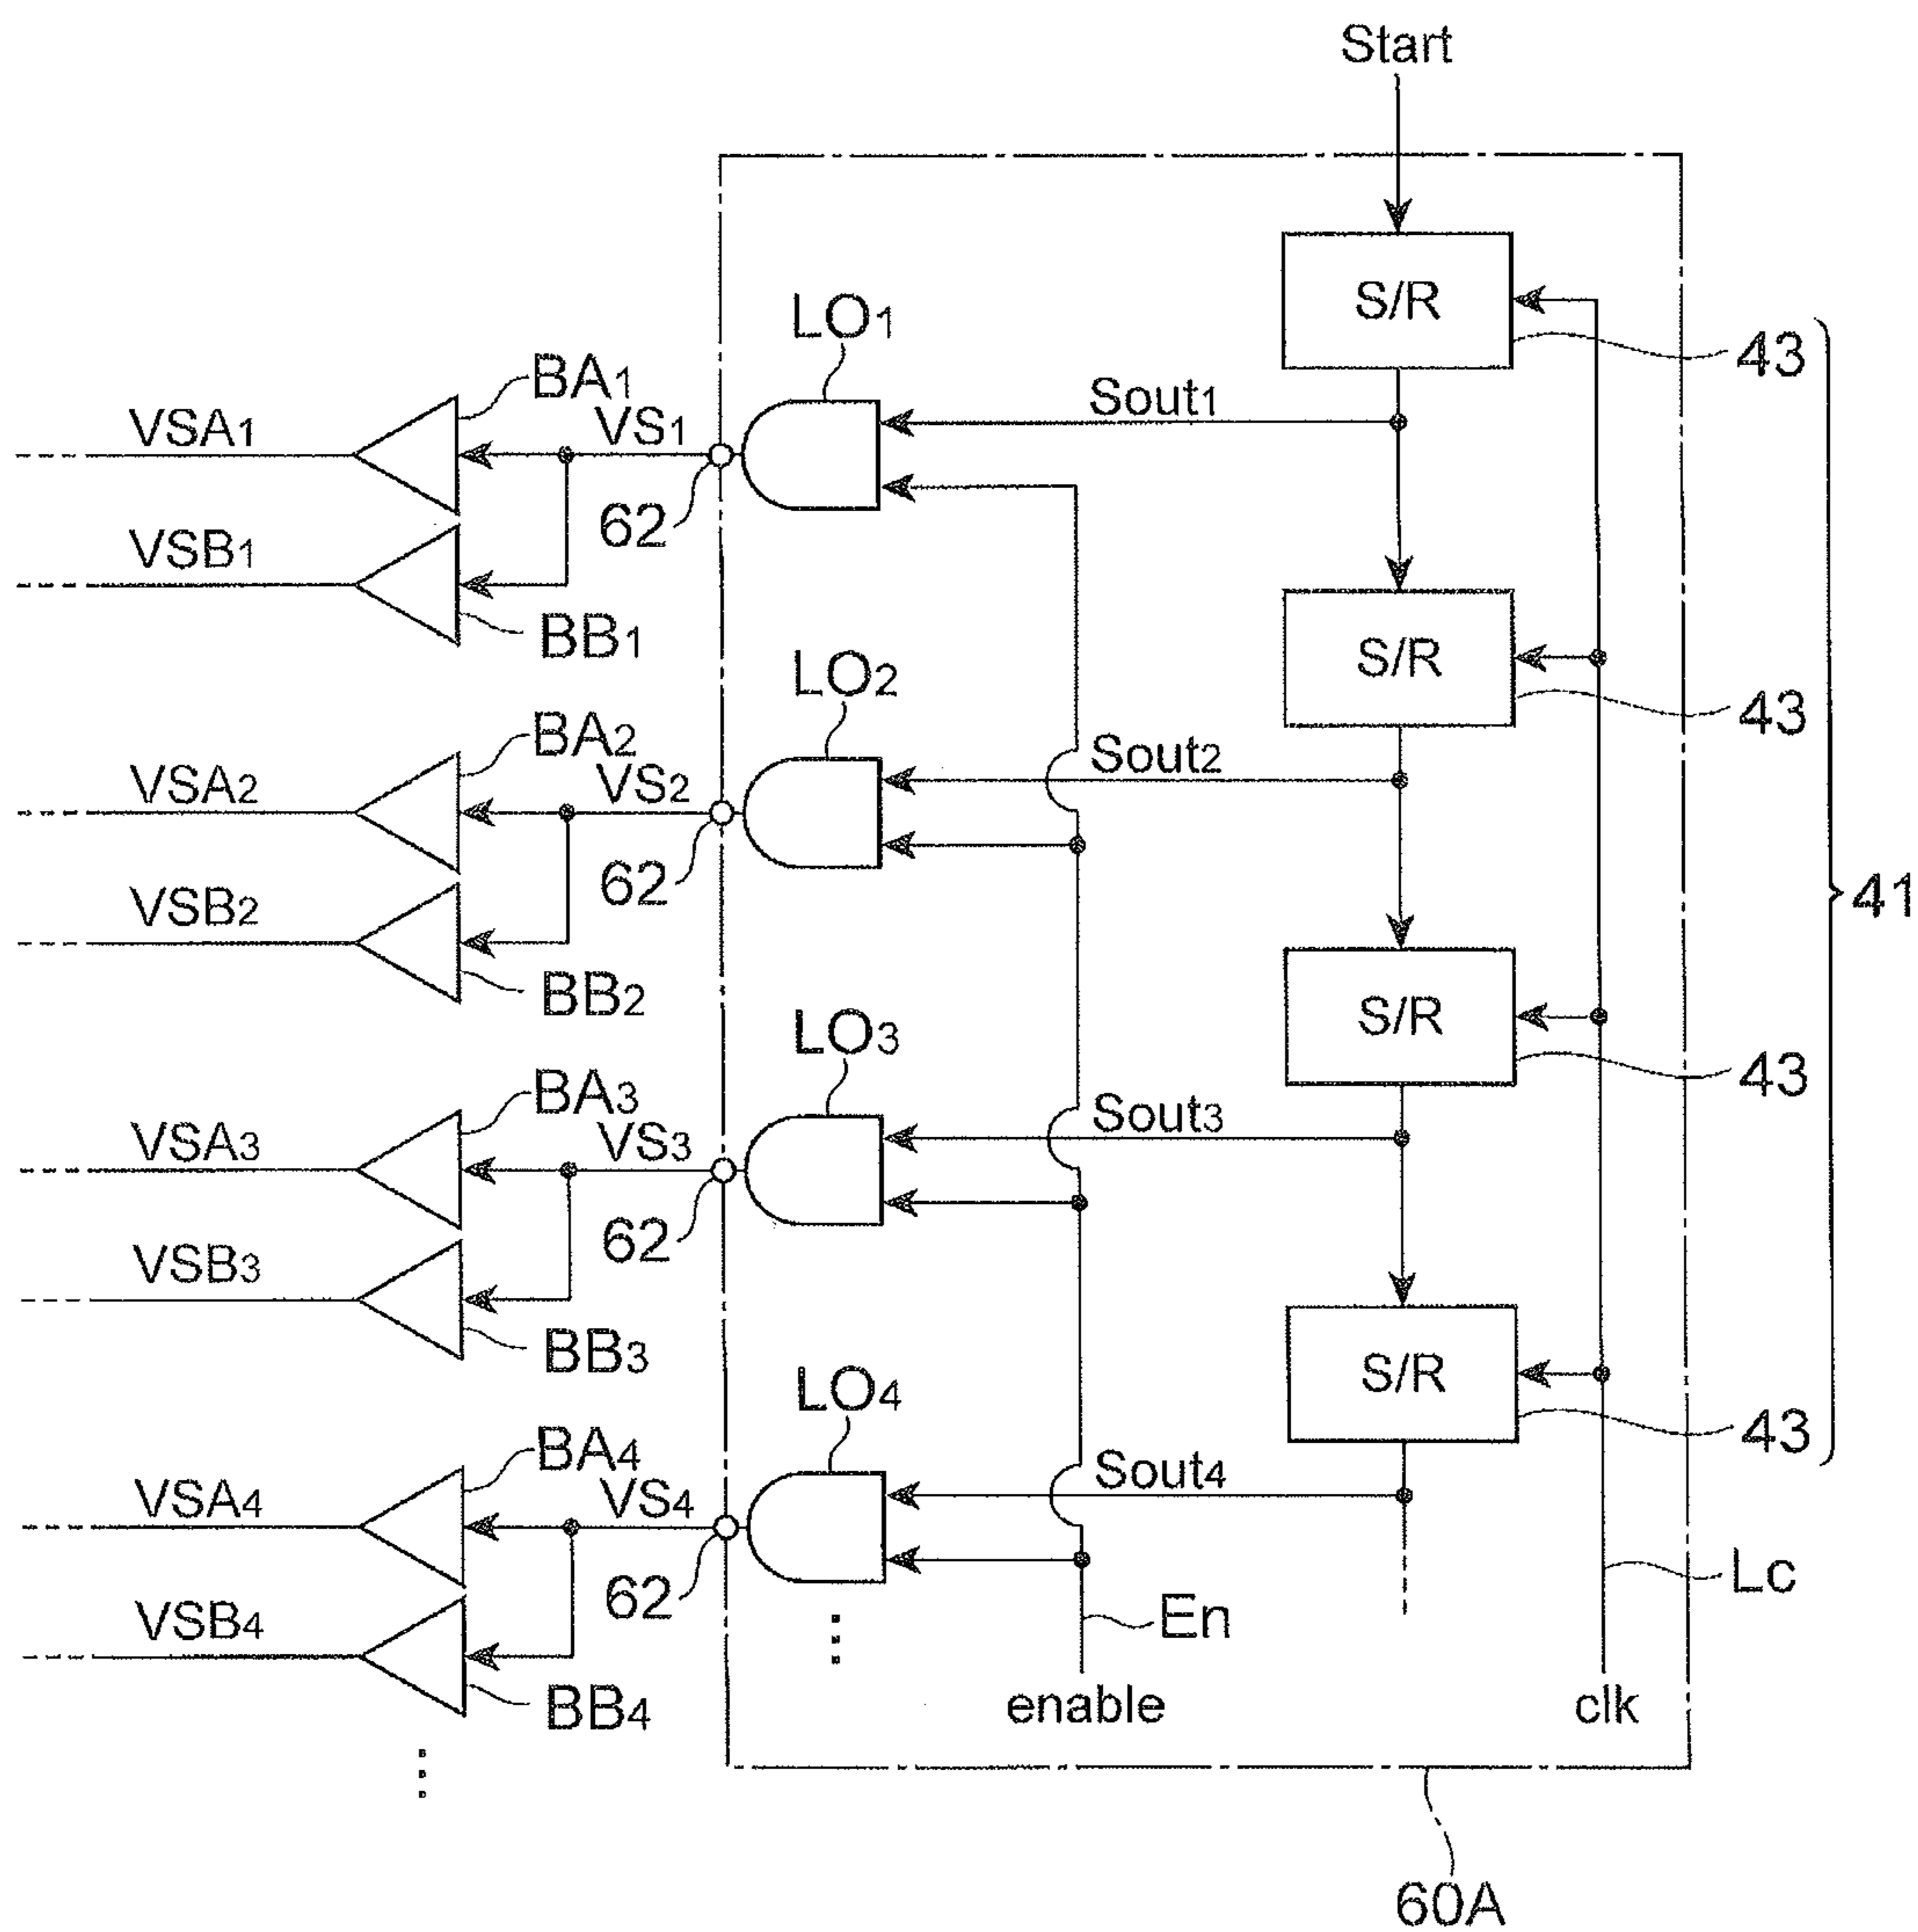 Start
S/R
43
LO1
Sout1
BA1
VSA1
VS1
62
VSB1
BB1
S/R
43
LO2
Sout2
BA2
VSA2
VS2
62
VSB2
BB2
41
S/R
43
LO3
Sout3
BA3
VSA3
VS3
62
VSB3
BB3
S/R
43
LO4
Sout4
BA4
VSA4
VS4
62
VSB4
BB4
En
Lc
enable
clk
60A